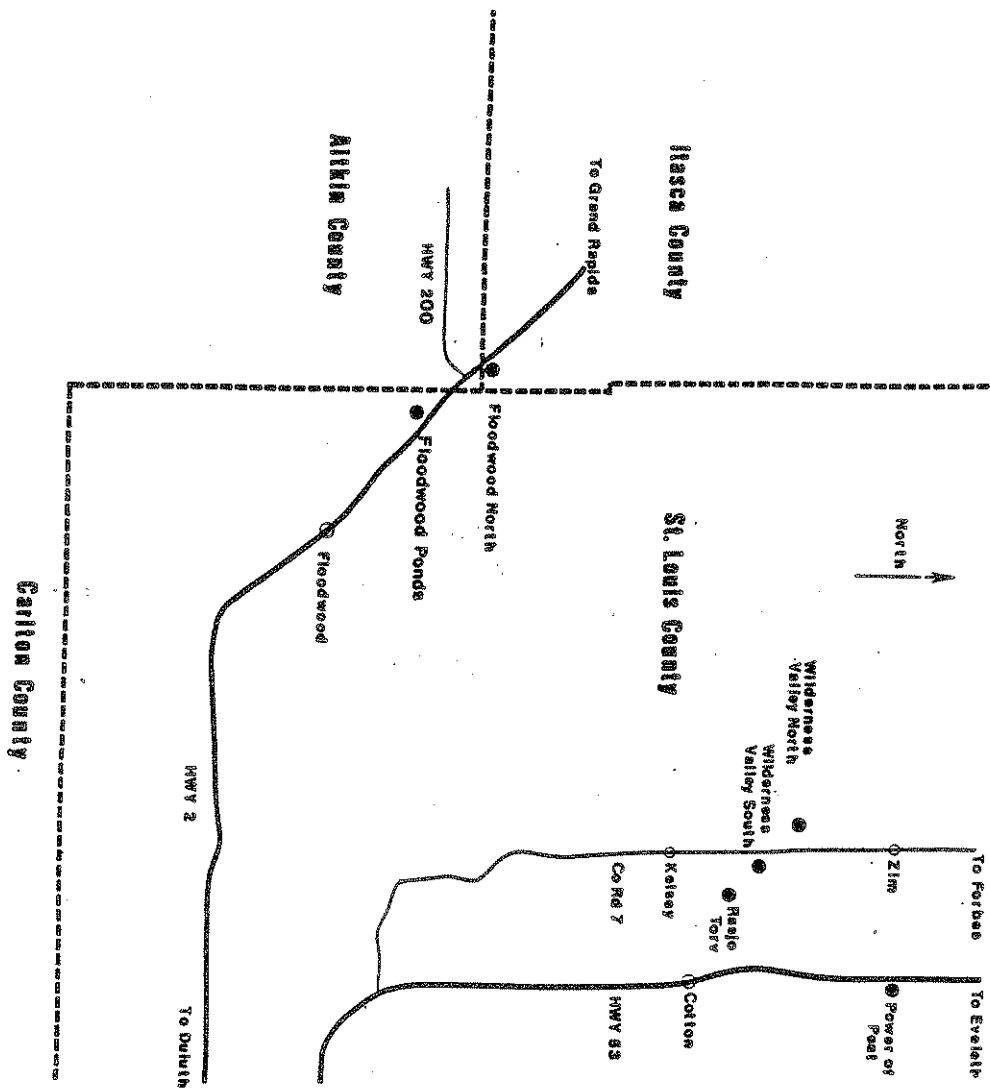 Itasca County
To Grand Rapids
Aitkin County
HWY 200
Floodwood North
Floodwood Ponds
Floodwood
North
St. Louis County
Wilderness
Valley North
Wilderness
Valley South
Zim
To Forbes
Kelsey
Co Rd 7
Rasjo
Torv
To Eveleth
Power of
Peat
Cotton
HWY 53
HWY 2
To Duluth
Carlton County